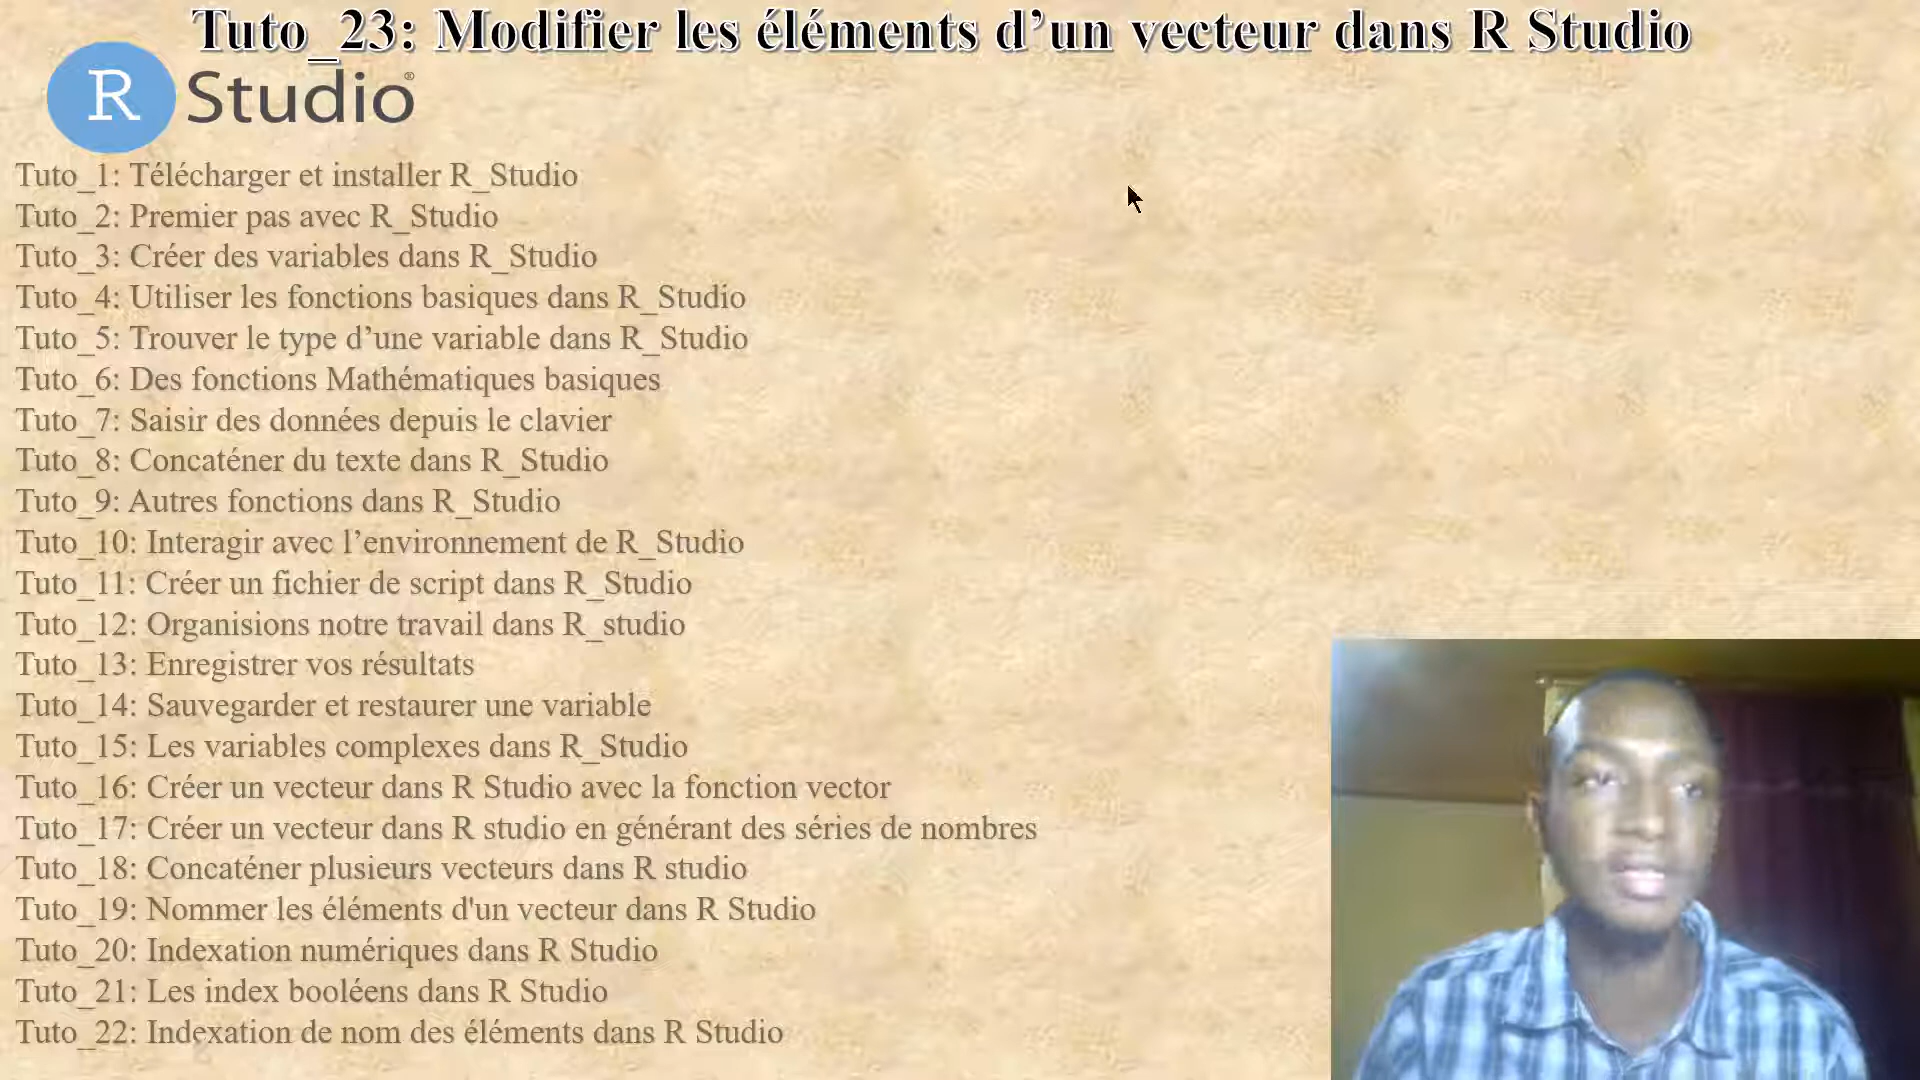 Tuto_23: Modifier les éléments d’un vecteur dans R Studio
R Studio®
Tuto_1: Télécharger et installer R_Studio
Tuto_2: Premier pas avec R_Studio
Tuto_3: Créer des variables dans R_Studio
Tuto_4: Utiliser les fonctions basiques dans R_Studio
Tuto_5: Trouver le type d’une variable dans R_Studio
Tuto_6: Des fonctions Mathématiques basiques
Tuto_7: Saisir des données depuis le clavier
Tuto_8: Concaténer du texte dans R_Studio
Tuto_9: Autres fonctions dans R_Studio
Tuto_10: Interagir avec l’environnement de R_Studio
Tuto_11: Créer un fichier de script dans R_Studio
Tuto_12: Organisions notre travail dans R_studio
Tuto_13: Enregistrer vos résultats
Tuto_14: Sauvegarder et restaurer une variable
Tuto_15: Les variables complexes dans R_Studio
Tuto_16: Créer un vecteur dans R Studio avec la fonction vector
Tuto_17: Créer un vecteur dans R studio en générant des séries de nombres
Tuto_18: Concaténer plusieurs vecteurs dans R studio
Tuto_19: Nommer les éléments d'un vecteur dans R Studio
Tuto_20: Indexation numériques dans R Studio
Tuto_21: Les index booléens dans R Studio
Tuto_22: Indexation de nom des éléments dans R Studio